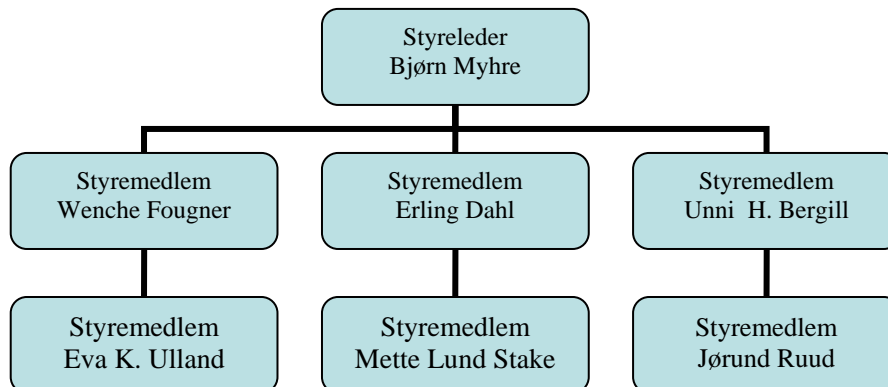 Styreleder
Bjørn Myhre
Styremedlem
Wenche Fougner
Styremedlem
Erling Dahl
Styremedlem
Unni H. Bergill
Styremedlem
Eva K. Ulland
Styremedlem
Mette Lund Stake
Styremedlem
Jørund Ruud